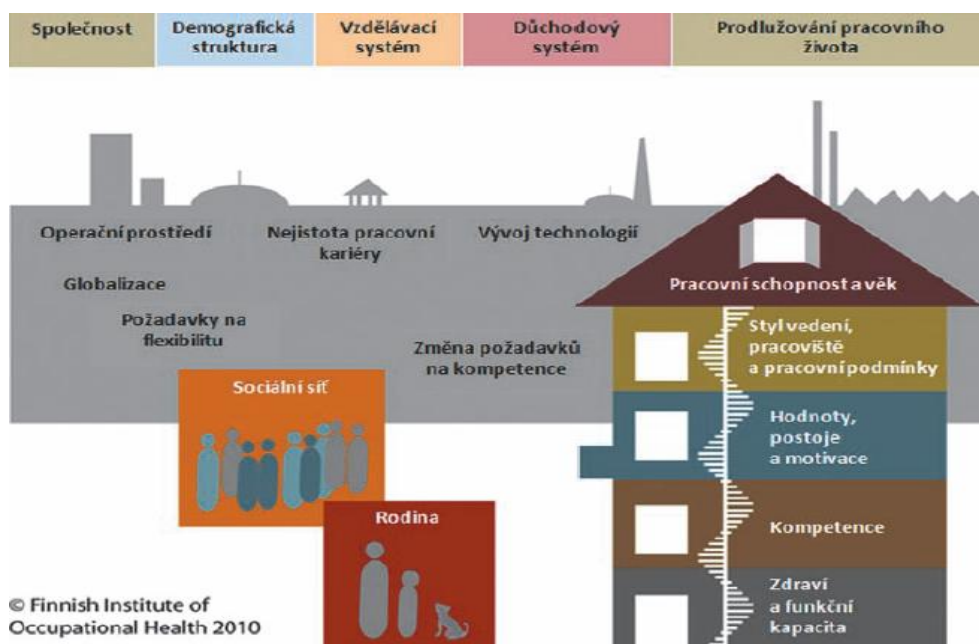 Společnost
Demografická
struktura
Vzdělávací
systém
Důchodový
systém
Prodlužování pracovního
života
Operační prostředí
Nejistota pracovní
kariéry
Vývoj technologií
Globalizace
Požadavky na
flexibilitu
Změna požadavků
na kompetence
Sociální síť
Rodina
Pracovní schopnost a věk
Styl vedení,
pracoviště
a pracovní podmínky
Hodnoty,
postoje
a motivace
Kompetence
Zdraví
a funkční
kapacita
© Finnish Institute of
Occupational Health 2010